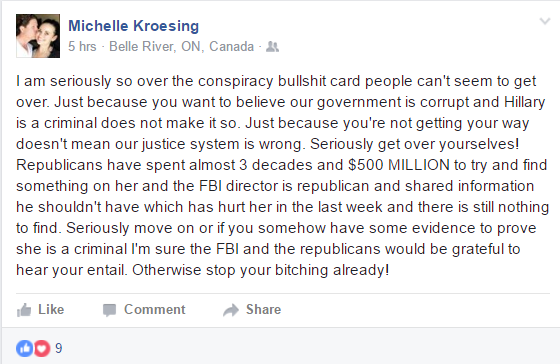 Michelle Kroesing
5 hrs · Belle River, ON, Canada ·
I am seriously so over the conspiracy bullshit card people can't seem to get
over. Just because you want to believe our government is corrupt and Hillary
is a criminal does not make it so. Just because you're not getting your way
doesn't mean our justice system is wrong. Seriously get over yourselves!
Republicans have spent almost 3 decades and $500 MILLION to try and find
something on her and the FBI director is republican and shared information
he shouldn't have which has hurt her in the last week and there is still nothing
to find. Seriously move on or if you somehow have some evidence to prove
she is a criminal I'm sure the FBI and the republicans would be grateful to
hear your entail. Otherwise stop your bitching already!
Like Comment Share
9